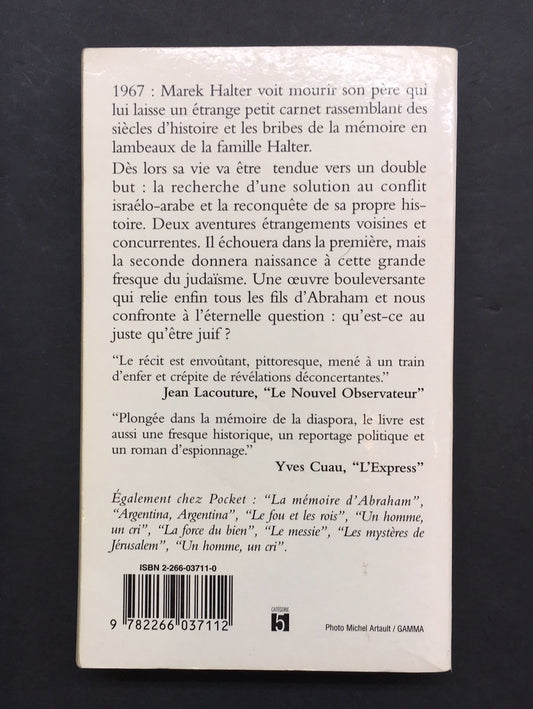 1967 : Marek Halter voit mourir son père qui
lui laisse un étrange petit carnet rassemblant des
siècles d'histoire et les bribes de la mémoire en
lambeaux de la famille Halter.
Dès lors sa vie va être tendue vers un double
but : la recherche d'une solution au conflit
israélo-arabe et la reconquête de sa propre his-
toire. Deux aventures étrangements voisines et
concurrentes. Il échouera dans la première, mais
la seconde donnera naissance à cette grande
fresque du judaïsme. Une œuvre bouleversante
qui relie enfin tous les fils d'Abraham et nous
confronte à l'éternelle question : qu'est-ce au
juste qu'être juif ?
“Le récit est envoûtant, pittoresque, mené à un train
d'enfer et crépite de révélations déconcertantes.”
Jean Lacouture, “Le Nouvel Observateur”
“Plongée dans la mémoire de la diaspora, le livre est
aussi une fresque historique, un reportage politique et
un roman d'espionnage.”
Yves Cuau, “L'Express”
Également chez Pocket : “La mémoire d'Abraham”,
“Argentina, Argentina”, “Le fou et les rois”, “Un homme,
un cri”, “La force du bien”, “Le messie”, “Les mystères de
Jérusalem”, “Un homme, un cri”.
ISBN 2-266-03711-0
9 782266 037112
CATÉGORIE
5
Photo Michel Artault / GAMMA